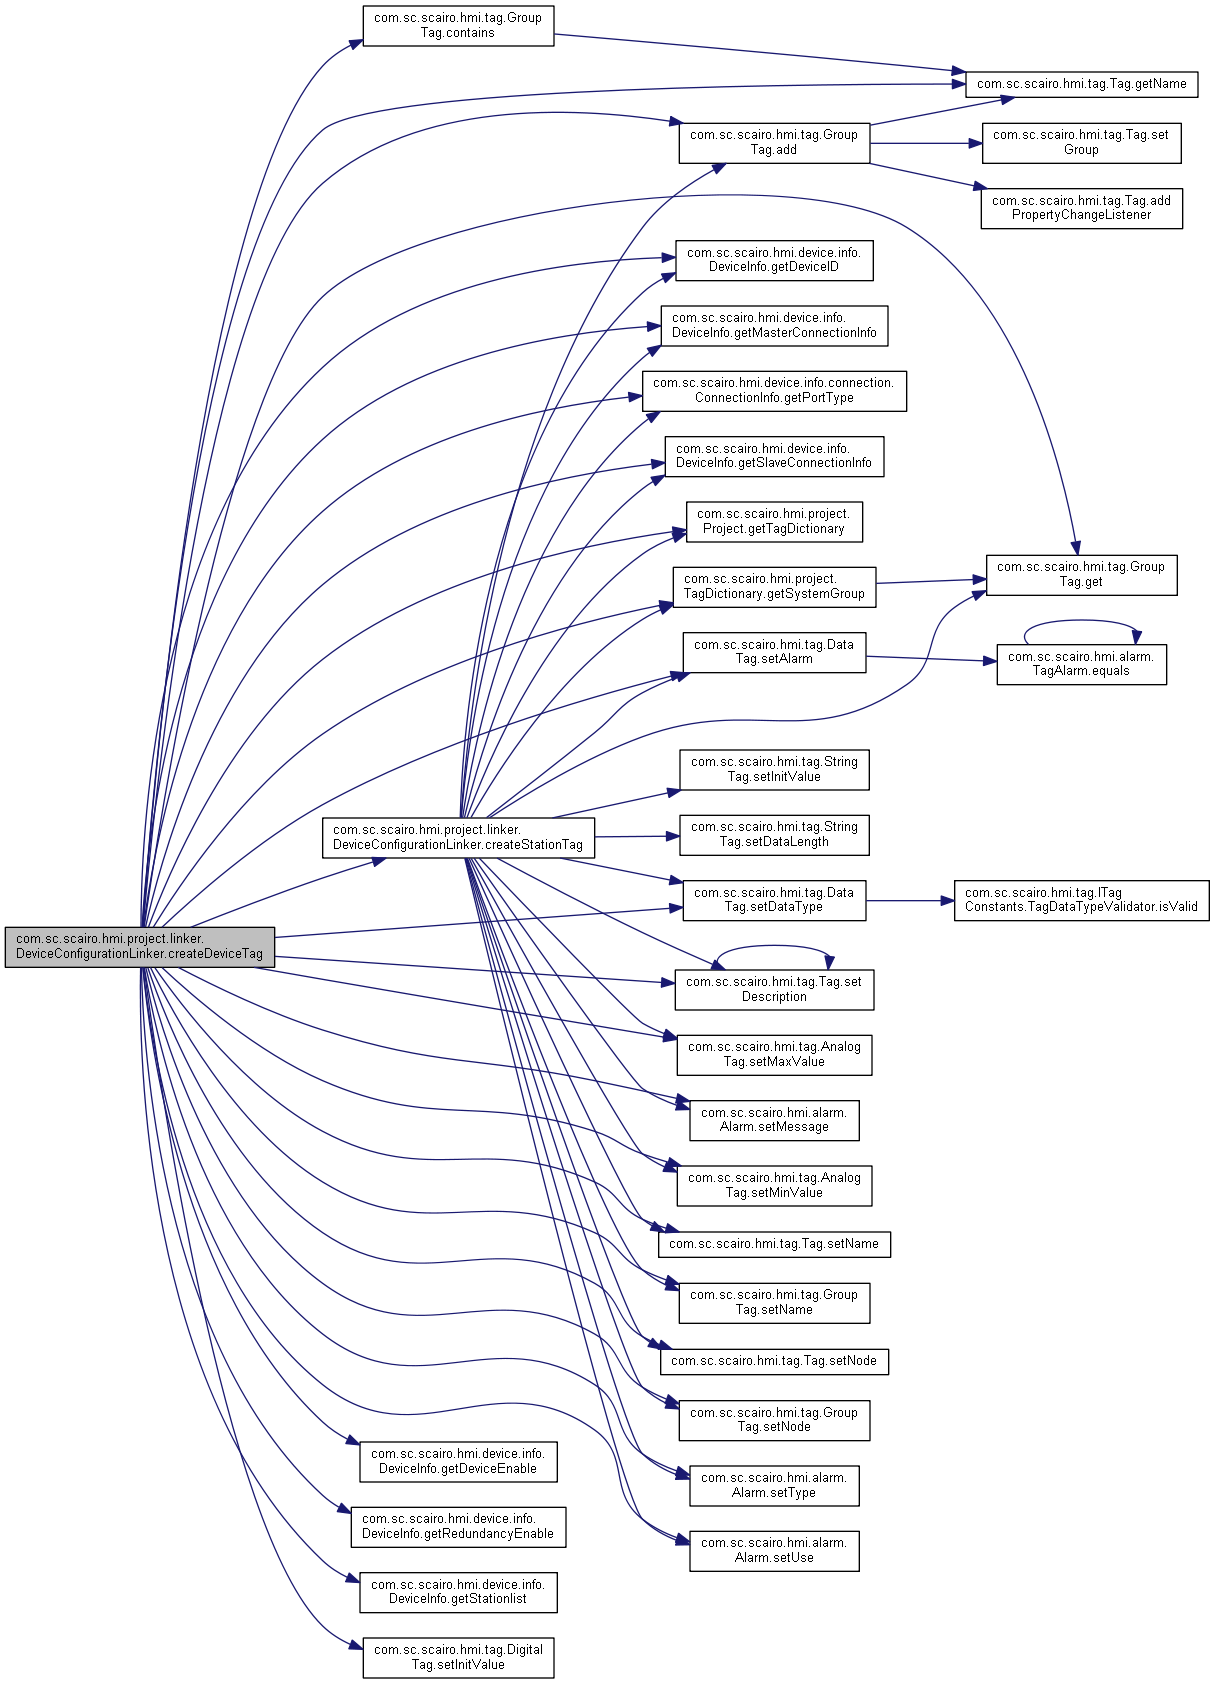 com.sc.scairo.hmi.tag.Group
Tag.contains
com.sc.scairo.hmi.tag.Tag.getName
com.sc.scairo.hmi.tag.Group
Tag.add
com.sc.scairo.hmi.tag.Tag.set
Group
com.sc.scairo.hmi.tag.Tag.add
PropertyChangeListener
com.sc.scairo.hmi.device.info.
DeviceInfo.getDeviceID
com.sc.scairo.hmi.device.info.
DeviceInfo.getMasterConnectionInfo
com.sc.scairo.hmi.device.info.connection.
ConnectionInfo.getPortType
com.sc.scairo.hmi.device.info.
DeviceInfo.getSlaveConnectionInfo
com.sc.scairo.hmi.project.
Project.getTagDictionary
com.sc.scairo.hmi.project.
TagDictionary.getSystemGroup
com.sc.scairo.hmi.tag.Group
Tag.get
com.sc.scairo.hmi.tag.Data
Tag.setAlarm
com.sc.scairo.hmi.alarm.
TagAlarm.equals
com.sc.scairo.hmi.tag.String
Tag.setInitValue
com.sc.scairo.hmi.project.linker.
DeviceConfigurationLinker.createStationTag
com.sc.scairo.hmi.tag.String
Tag.setDataLength
com.sc.scairo.hmi.tag.Data
Tag.setDataType
com.sc.scairo.hmi.tag.ITag
Constants.TagDataTypeValidator.isValid
com.sc.scairo.hmi.project.linker.
DeviceConfigurationLinker.createDeviceTag
com.sc.scairo.hmi.tag.Tag.set
Description
com.sc.scairo.hmi.tag.Analog
Tag.setMaxValue
com.sc.scairo.hmi.alarm.
Alarm.setMessage
com.sc.scairo.hmi.tag.Analog
Tag.setMinValue
com.sc.scairo.hmi.tag.Tag.setName
com.sc.scairo.hmi.tag.Group
Tag.setName
com.sc.scairo.hmi.tag.Tag.setNode
com.sc.scairo.hmi.tag.Group
Tag.setNode
com.sc.scairo.hmi.device.info.
DeviceInfo.getDeviceEnable
com.sc.scairo.hmi.alarm.
Alarm.setType
com.sc.scairo.hmi.device.info.
DeviceInfo.getRedundancyEnable
com.sc.scairo.hmi.alarm.
Alarm.setUse
com.sc.scairo.hmi.device.info.
DeviceInfo.getStationlist
com.sc.scairo.hmi.tag.Digital
Tag.setInitValue